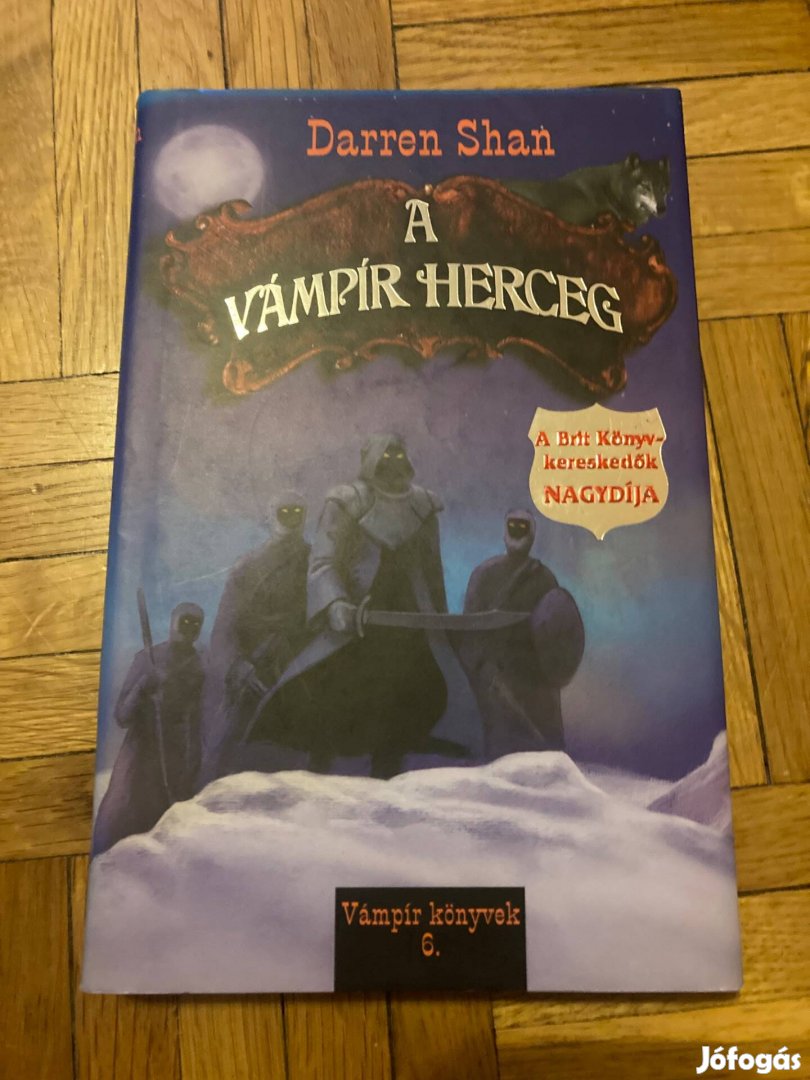 Darren Shan
A
VÁMPÍR HERCEG
A Brit Könyv-
kereskedők
NAGYDÍJA
Vámpír könyvek
6.
Jófogás